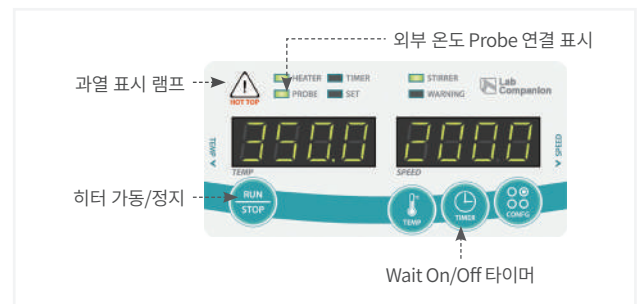 외부 온도 Probe 연결 표시
과열 표시 램프
HOT TOP
HEATER TIMER STIRRER
PROBE SET WARNING
Lab
Companion
TEMP
350.0 2000
SPEED
TEMP SPEED
히터 가동/정지
RUN
STOP
TEMP TIMER CONFG
Wait On/Off 타이머